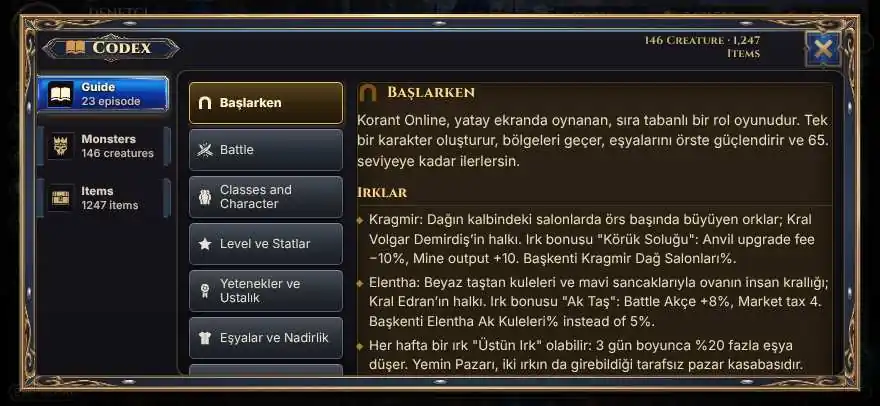 CODEX
146 CREATURE · 1,247
ITEMS
Guide
23 episode
Monsters
146 creatures
Items
1247 items
Başlarken
Battle
Classes and
Character
Level ve Statlar
Yetenekler ve
Ustalık
Eşyalar ve Nadirlik
BAŞLARKEN
Korant Online, yatay ekranda oynanan, sıra tabanlı bir rol oyunudur. Tek
bir karakter oluşturur, bölgeleri geçer, eşyalarını örste güçlendirir ve 65.
seviyeye kadar ilerlersin.
IRKLAR
Kragmir: Dağın kalbindeki salonlarda örs başında büyüyen orklar; Kral
Volgar Demirdiş'in halkı. Irk bonusu "Körük Soluğu": Anvil upgrade fee
−10%, Mine output +10. Başkenti Kragmir Dağ Salonları%.
Elentha: Beyaz taştan kuleleri ve mavi sancaklarıyla ovanın insan krallığı;
Kral Edran'ın halkı. Irk bonusu "Ak Taş": Battle Akçe +8%, Market tax 4.
Başkenti Elentha Ak Kuleleri% instead of 5%.
Her hafta bir ırk "Üstün Irk" olabilir: 3 gün boyunca %20 fazla eşya
düşer. Yemin Pazarı, iki ırkın da girebildiği tarafsız pazar kasabasıdır.